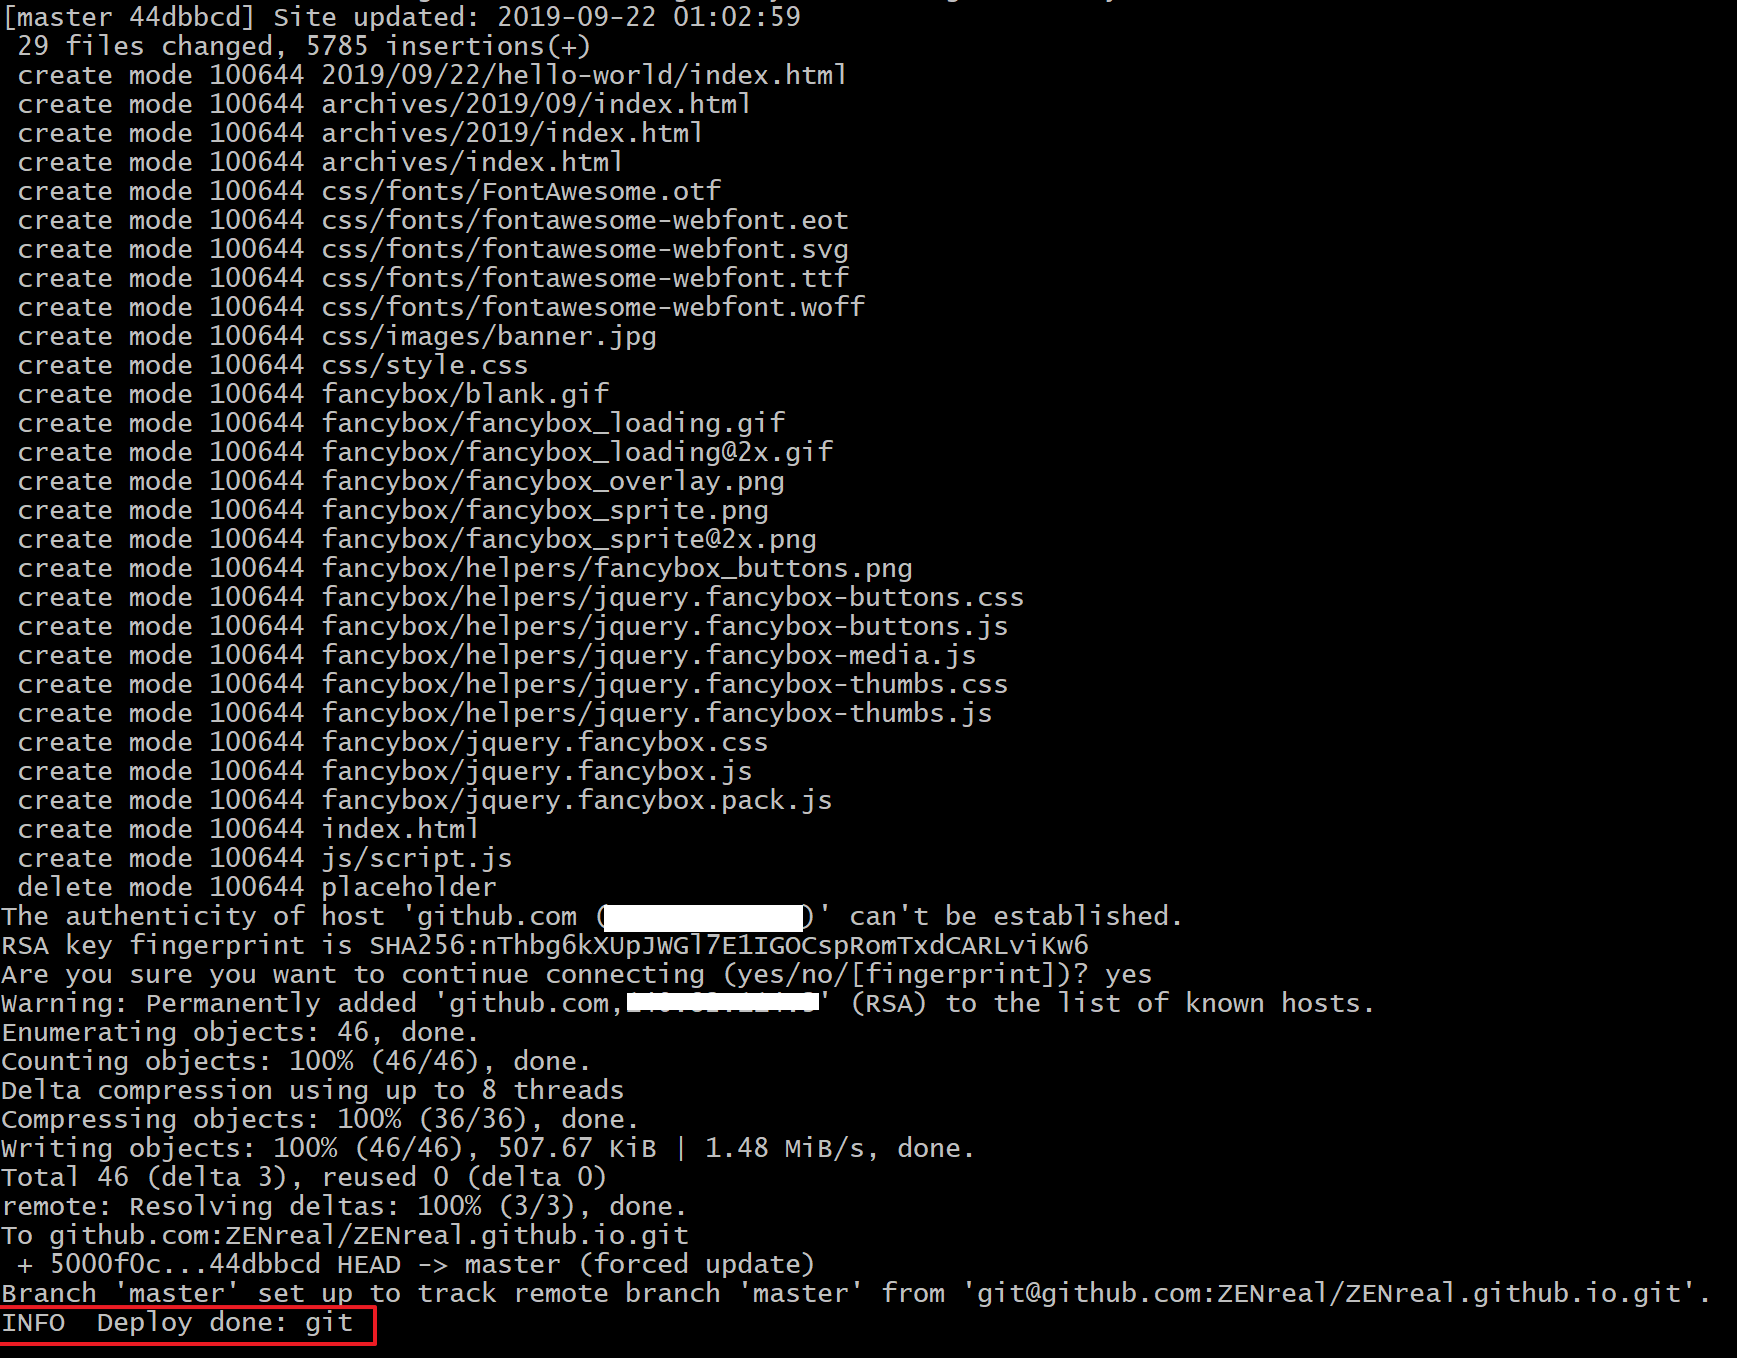 [master 44dbbcd] Site updated: 2019-09-22 01:02:59
 29 files changed, 5785 insertions(+)
 create mode 100644 2019/09/22/hello-world/index.html
 create mode 100644 archives/2019/09/index.html
 create mode 100644 archives/2019/index.html
 create mode 100644 archives/index.html
 create mode 100644 css/fonts/FontAwesome.otf
 create mode 100644 css/fonts/fontawesome-webfont.eot
 create mode 100644 css/fonts/fontawesome-webfont.svg
 create mode 100644 css/fonts/fontawesome-webfont.ttf
 create mode 100644 css/fonts/fontawesome-webfont.woff
 create mode 100644 css/images/banner.jpg
 create mode 100644 css/style.css
 create mode 100644 fancybox/blank.gif
 create mode 100644 fancybox/fancybox_loading.gif
 create mode 100644 fancybox/fancybox_loading@2x.gif
 create mode 100644 fancybox/fancybox_overlay.png
 create mode 100644 fancybox/fancybox_sprite.png
 create mode 100644 fancybox/fancybox_sprite@2x.png
 create mode 100644 fancybox/helpers/fancybox_buttons.png
 create mode 100644 fancybox/helpers/jquery.fancybox-buttons.css
 create mode 100644 fancybox/helpers/jquery.fancybox-buttons.js
 create mode 100644 fancybox/helpers/jquery.fancybox-media.js
 create mode 100644 fancybox/helpers/jquery.fancybox-thumbs.css
 create mode 100644 fancybox/helpers/jquery.fancybox-thumbs.js
 create mode 100644 fancybox/jquery.fancybox.css
 create mode 100644 fancybox/jquery.fancybox.js
 create mode 100644 fancybox/jquery.fancybox.pack.js
 create mode 100644 index.html
 create mode 100644 js/script.js
 delete mode 100644 placeholder
The authenticity of host 'github.com ()' can't be established.
RSA key fingerprint is SHA256:nThbg6kXUpJWGl7E1IGOCspRomTxdCARLviKw6
Are you sure you want to continue connecting (yes/no/[fingerprint])? yes
Warning: Permanently added 'github.com,' (RSA) to the list of known hosts.
Enumerating objects: 46, done.
Counting objects: 100% (46/46), done.
Delta compression using up to 8 threads
Compressing objects: 100% (36/36), done.
Writing objects: 100% (46/46), 507.67 KiB | 1.48 MiB/s, done.
Total 46 (delta 3), reused 0 (delta 0)
remote: Resolving deltas: 100% (3/3), done.
To github.com:ZENreal/ZENreal.github.io.git
 + 5000f0c...44dbbcd HEAD -> master (forced update)
Branch 'master' set up to track remote branch 'master' from 'git@github.com:ZENreal/ZENreal.github.io.git'.
INFO  Deploy done: git